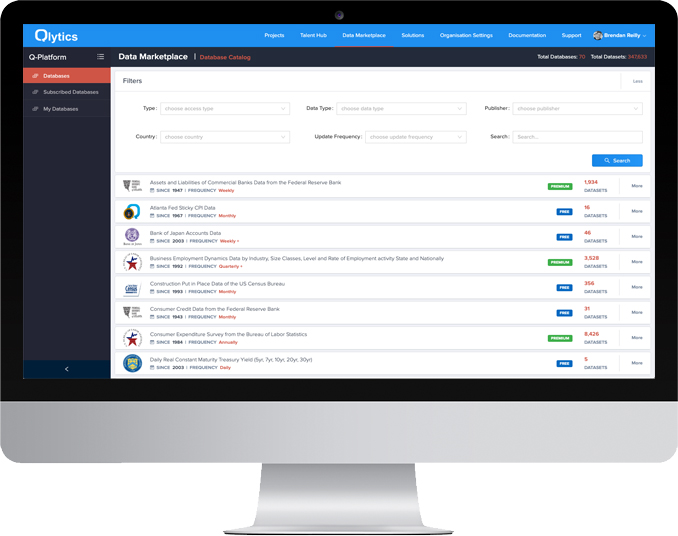 Qlytics
Projects Talent Hub Data Marketplace Solutions Organisation Settings Documentation Support Brendan Reilly
Q-Platform
Data Marketplace | Database Catalog
Total Databases: 70 Total Datasets: 347,633
Databases
Subscribed Databases
My Databases
Filters
Less
Type: choose access type Data Type: choose data type Publisher: choose publisher
Country: choose country Update Frequency: choose update frequency Search: Search...
Search
Assets and Liabilities of Commercial Banks Data from the Federal Reserve Bank
SINCE 1947 | FREQUENCY Weekly
PREMIUM
1,934
DATASETS
More
Atlanta Fed Sticky CPI Data
SINCE 1967 | FREQUENCY Monthly
FREE
16
DATASETS
More
Bank of Japan Accounts Data
SINCE 2003 | FREQUENCY Weekly +
FREE
46
DATASETS
More
Business Employment Dynamics Data by Industry, Size Classes, Level and Rate of Employment activity State and Nationally
SINCE 1992 | FREQUENCY Quarterly +
PREMIUM
3,528
DATASETS
More
Construction Put in Place Data of the US Census Bureau
SINCE 1993 | FREQUENCY Monthly
FREE
356
DATASETS
More
Consumer Credit Data from the Federal Reserve Bank
SINCE 1943 | FREQUENCY Monthly
FREE
31
DATASETS
More
Consumer Expenditure Survey from the Bureau of Labor Statistics
SINCE 1984 | FREQUENCY Annually
PREMIUM
8,426
DATASETS
More
Daily Real Constant Maturity Treasury Yield (5yr, 7yr, 10yr, 20yr, 30yr)
SINCE 2003 | FREQUENCY Daily
FREE
5
DATASETS
More